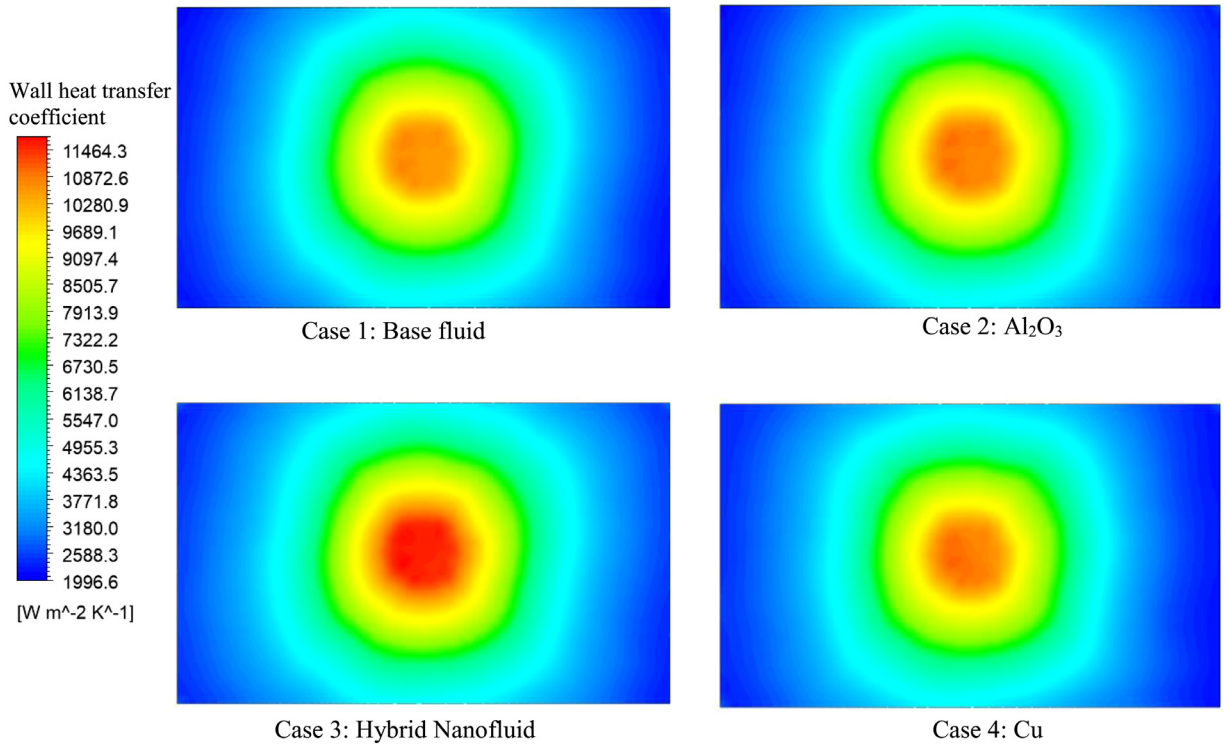 Wall heat transfer
coefficient
11464.3
10872.6
10280.9
9689.1
9097.4
8505.7
7913.9
7322.2
6730.5
6138.7
5547.0
4955.3
4363.5
3771.8
3180.0
2588.3
1996.6
[W m^-2 K^-1]
Case 1: Base fluid
Case 2: Al₂O₃
Case 3: Hybrid Nanofluid
Case 4: Cu